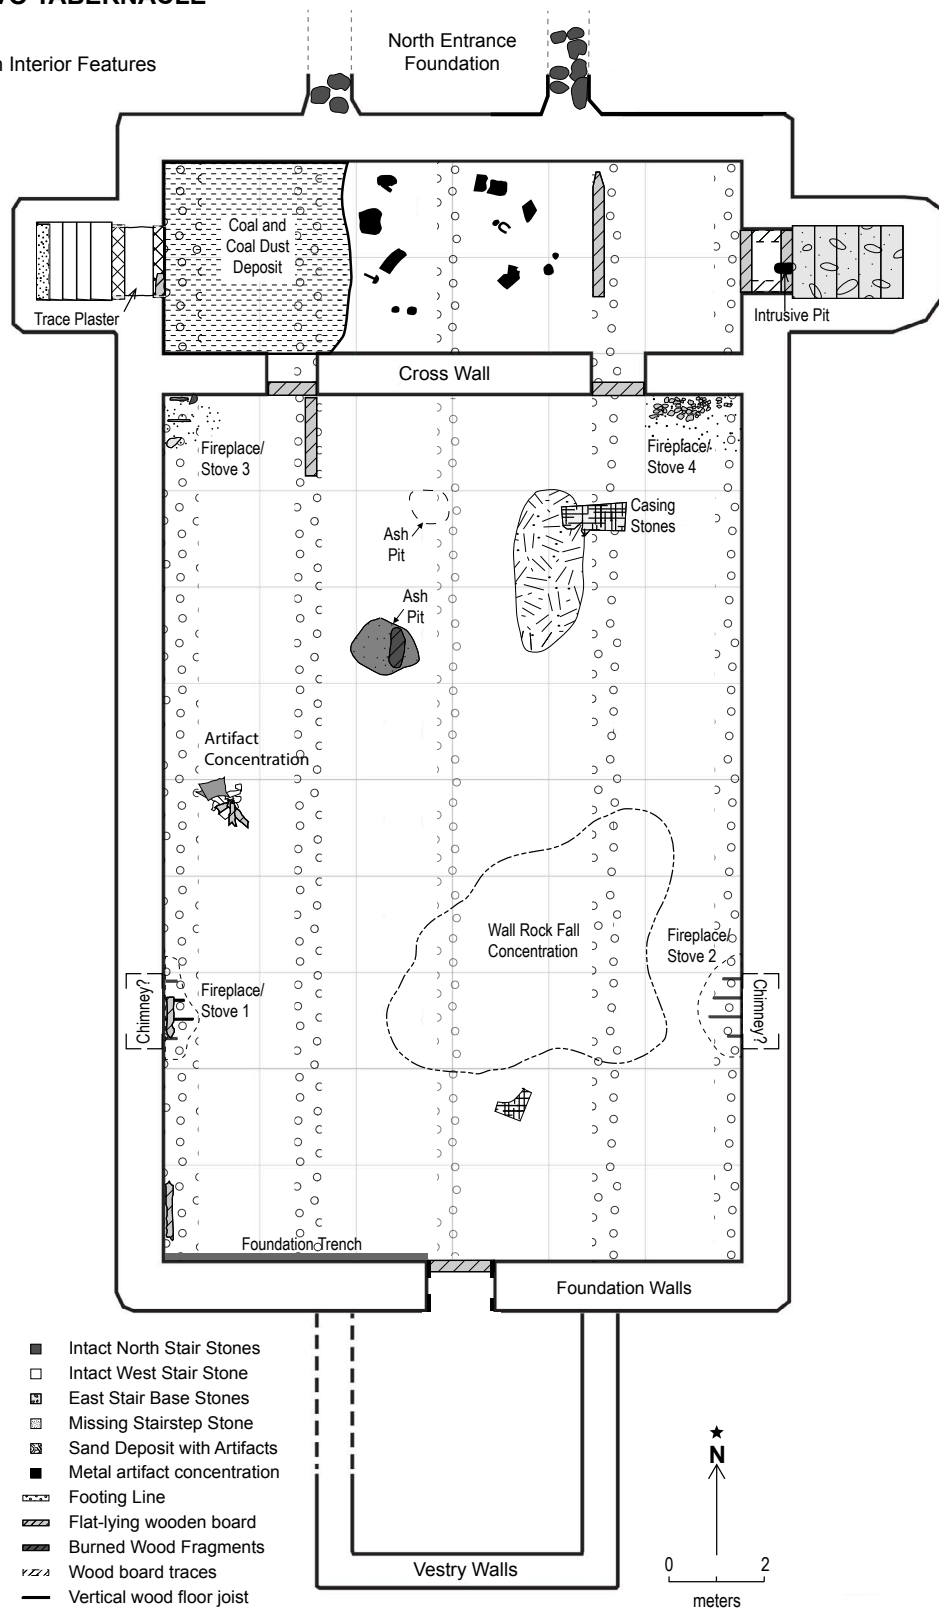 TABERNACLE
Interior Features
North Entrance
Foundation
Coal and
Coal Dust
Deposit
Trace Plaster
Intrusive Pit
Cross Wall
Fireplace/
Stove 3
Fireplace/
Stove 4
Casing
Stones
Ash
Pit
Ash
Pit
Artifact
Concentration
Wall Rock Fall
Concentration
Fireplace/
Stove 2
Chimney?
Fireplace/
Stove 1
Chimney?
Foundation Trench
Foundation Walls
Intact North Stair Stones
Intact West Stair Stone
East Stair Base Stones
Missing Stairstep Stone
Sand Deposit with Artifacts
Metal artifact concentration
Footing Line
Flat-lying wooden board
Burned Wood Fragments
Wood board traces
Vertical wood floor joist
Vestry Walls
N
0 2
meters